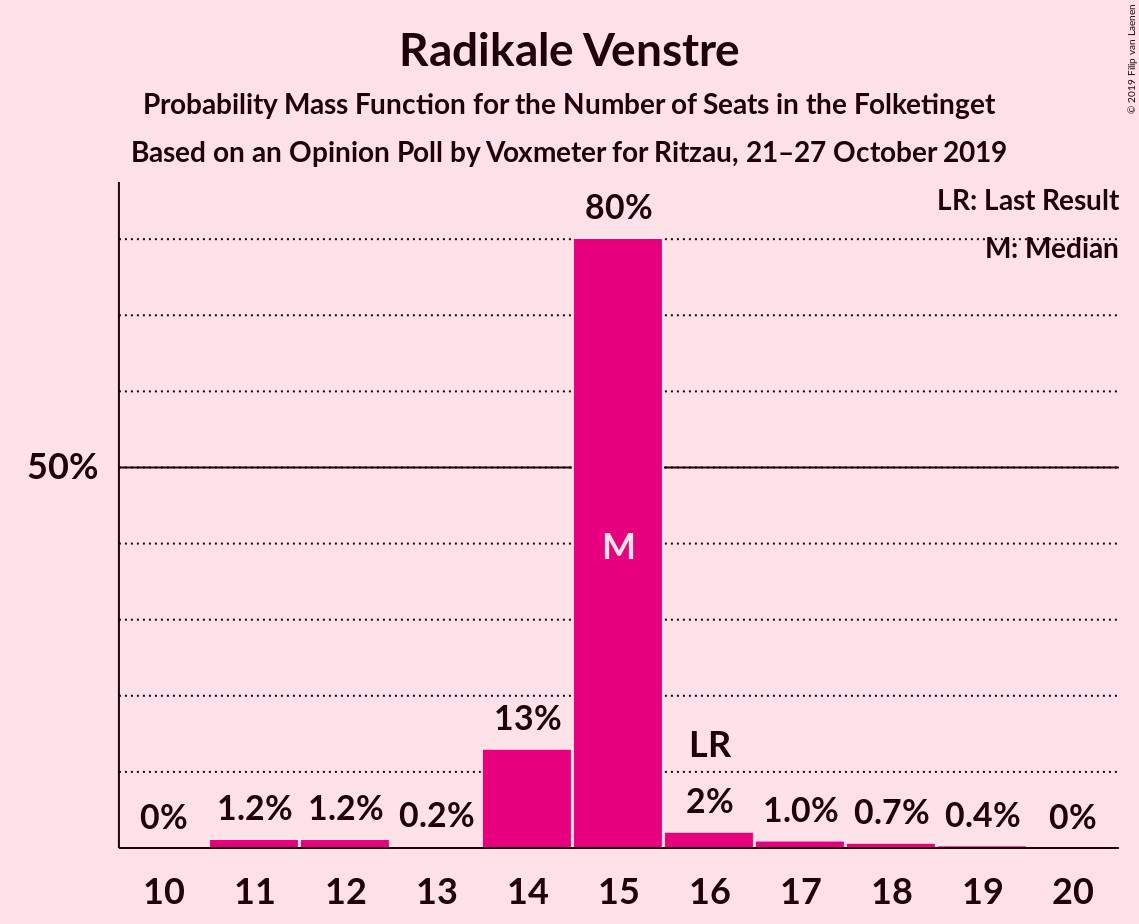 Radikale Venstre
Probability Mass Function for the Number of Seats in the Folketinget
Based on an Opinion Poll by Voxmeter for Ritzau, 21–27 October 2019
© 2019 Filip van Laenen
LR: Last Result
M: Median
80%
50%
M
13%
LR
0%
1.2%
1.2%
0.2%
2%
1.0%
0.7%
0.4%
0%
10 11 12 13 14 15 16 17 18 19 20